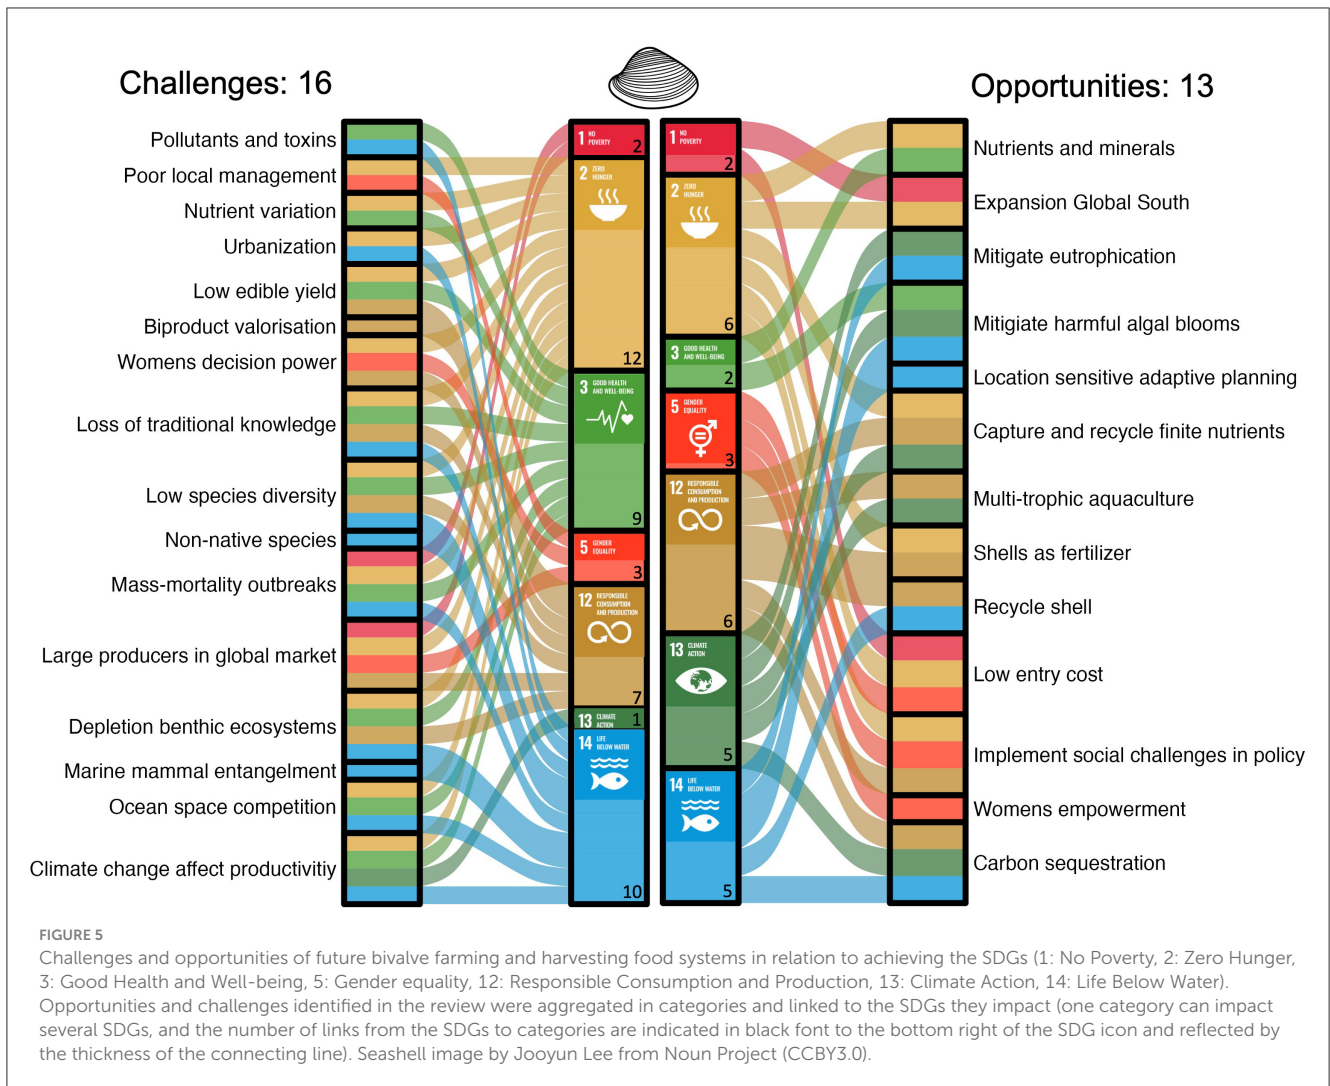 Challenges: 16
Pollutants and toxins
Poor local management
Nutrient variation
Urbanization
Low edible yield
Biproduct valorisation
Womens decision power
Loss of traditional knowledge
Low species diversity
Non-native species
Mass-mortality outbreaks
Large producers in global market
Depletion benthic ecosystems
Marine mammal entangelment
Ocean space competition
Climate change affect productivitiy
1 NO
POVERTY
2
2 ZERO
HUNGER
12
3 GOOD HEALTH
AND WELL-BEING
9
5 GENDER
EQUALITY
3
12 RESPONSIBLE
CONSUMPTION
AND PRODUCTION
7
13 CLIMATE
ACTION
1
14 LIFE
BELOW WATER
10
1 NO
POVERTY
2
2 ZERO
HUNGER
6
3 GOOD HEALTH
AND WELL-BEING
2
5 GENDER
EQUALITY
3
12 RESPONSIBLE
CONSUMPTION
AND PRODUCTION
6
13 CLIMATE
ACTION
5
14 LIFE
BELOW WATER
5
Opportunities: 13
Nutrients and minerals
Expansion Global South
Mitigate eutrophication
Mitigiate harmful algal blooms
Location sensitive adaptive planning
Capture and recycle finite nutrients
Multi-trophic aquaculture
Shells as fertilizer
Recycle shell
Low entry cost
Implement social challenges in policy
Womens empowerment
Carbon sequestration
FIGURE 5
Challenges and opportunities of future bivalve farming and harvesting food systems in relation to achieving the SDGs (1: No Poverty, 2: Zero Hunger,
3: Good Health and Well-being, 5: Gender equality, 12: Responsible Consumption and Production, 13: Climate Action, 14: Life Below Water).
Opportunities and challenges identified in the review were aggregated in categories and linked to the SDGs they impact (one category can impact
several SDGs, and the number of links from the SDGs to categories are indicated in black font to the bottom right of the SDG icon and reflected by
the thickness of the connecting line). Seashell image by Jooyun Lee from Noun Project (CCBY3.0).